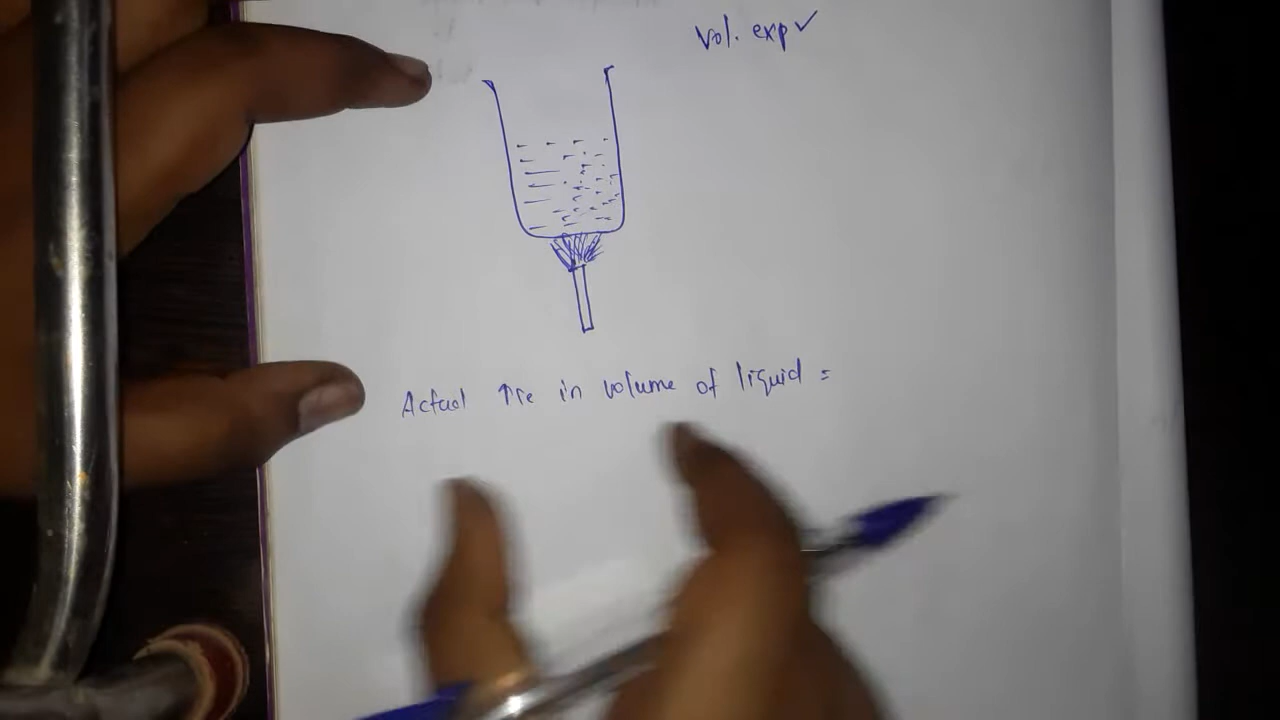 Vol. exp ✓
Actual ↑se in volume of liquid =